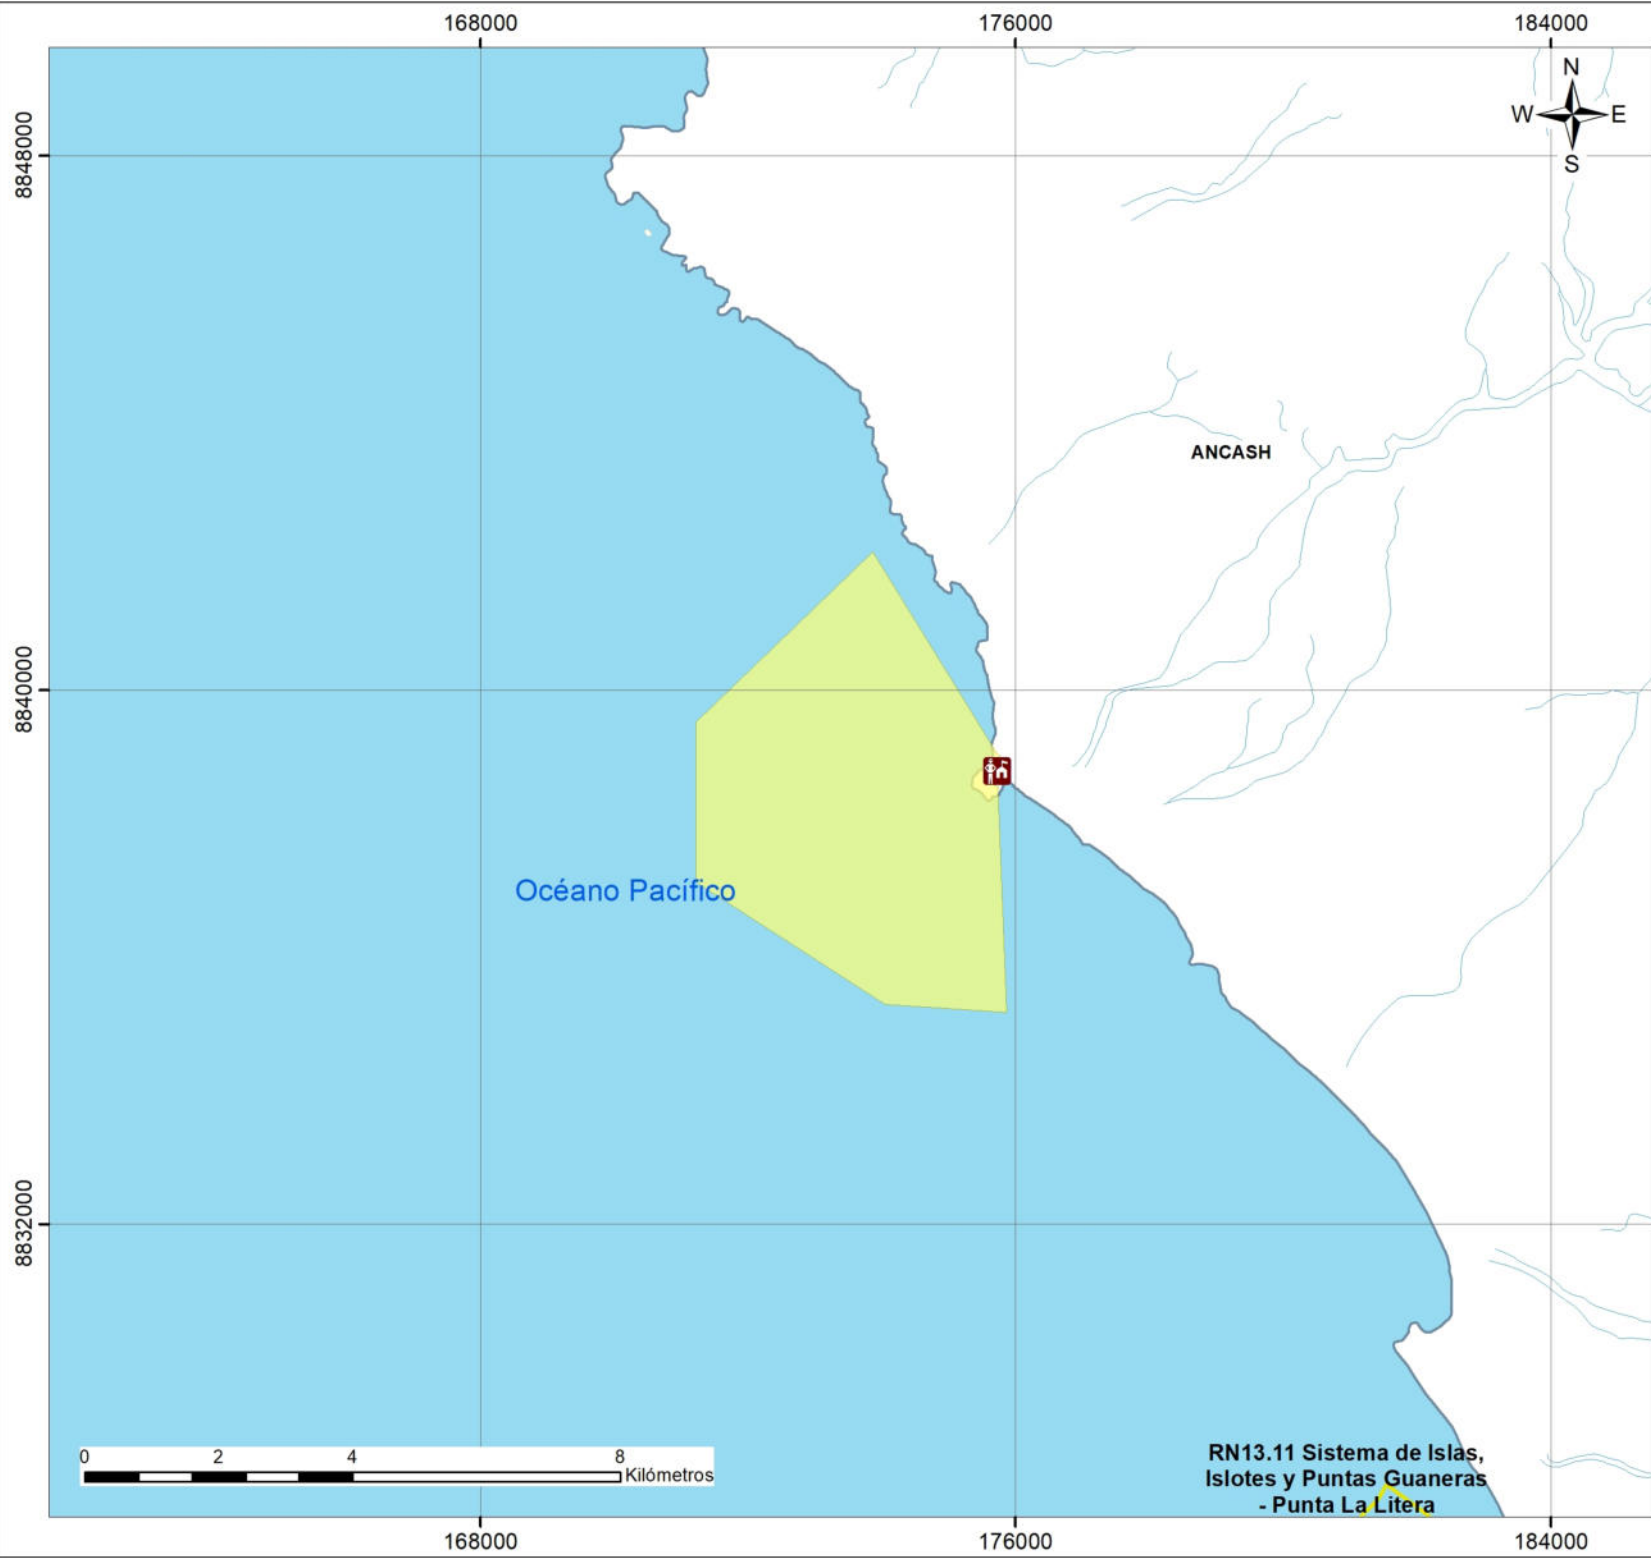 168000
176000
184000
N
W
E
S
8848000
ANCASH
8840000
Océano Pacífico
8832000
0
2
4
8
Kilómetros
RN13.11 Sistema de Islas,
Islotes y Puntas Guaneras
- Punta La Litera
168000
176000
184000